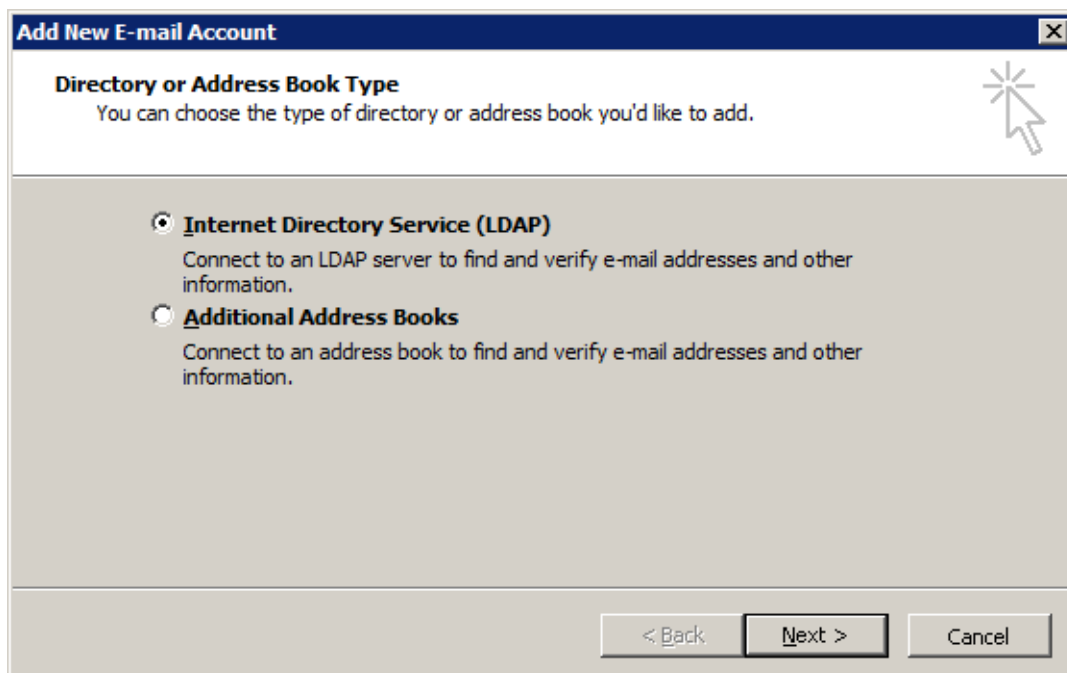 Add New E-mail Account
Directory or Address Book Type
You can choose the type of directory or address book you'd like to add.
Internet Directory Service (LDAP)
Connect to an LDAP server to find and verify e-mail addresses and other
information.
Additional Address Books
Connect to an address book to find and verify e-mail addresses and other
information.
< Back Next > Cancel